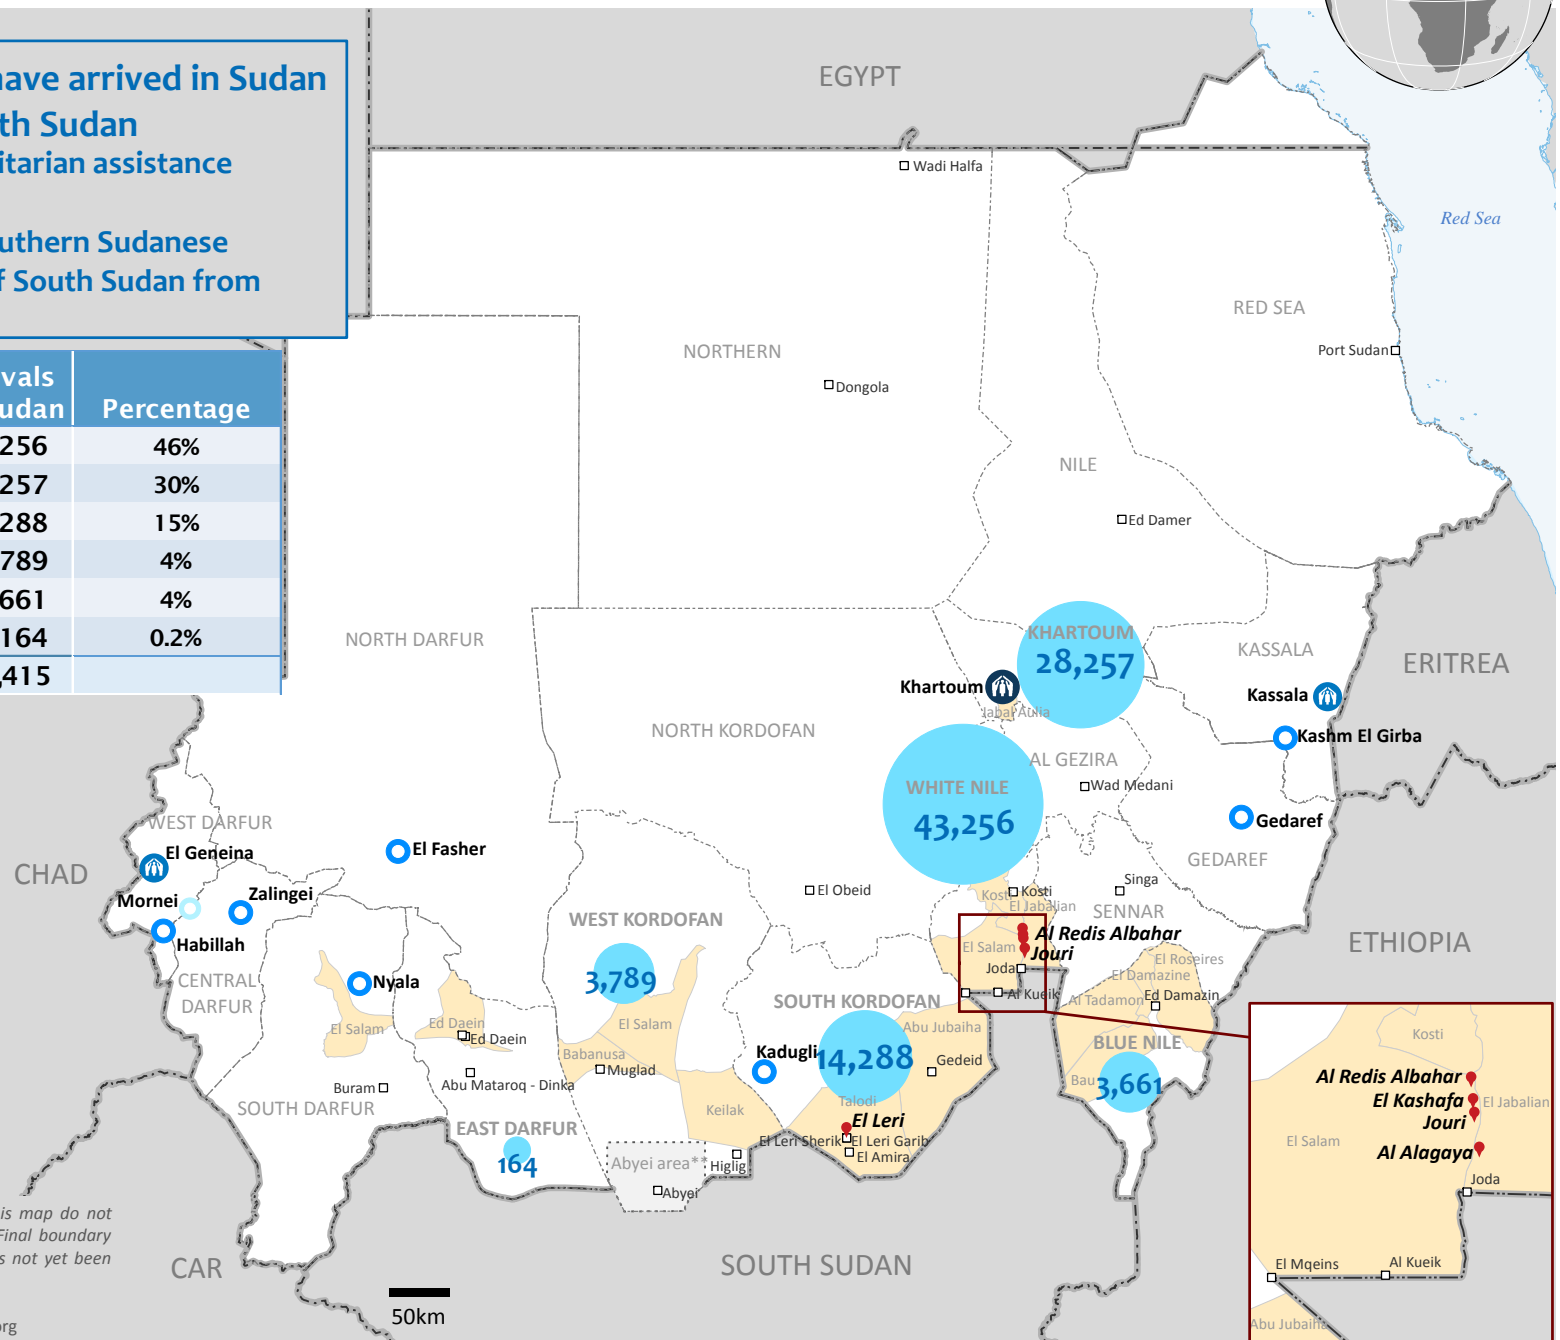 have arrived in Sudan
th Sudan
itarian assistance
uthern Sudanese
f South Sudan from
vals
udan
Percentage
256 46%
257 30%
288 15%
789 4%
661 4%
164 0.2%
,415
EGYPT
Wadi Halfa
Red Sea
RED SEA
Port Sudan
NORTHERN
Dongola
NILE
Ed Damer
NORTH DARFUR
KHARTOUM
28,257
KASSALA
ERITREA
Khartoum
Jabal Aulia
Kassala
Kashm El Girba
NORTH KORDOFAN
AL GEZIRA
Wad Medani
WHITE NILE
43,256
Gedaref
GEDAREF
WEST DARFUR
El Geneina
El Fasher
CHAD
Mornei
Zalingei
Habillah
El Obeid
Kosti
Kosti
El Jabalian
Singa
SENNAR
WEST KORDOFAN
Al Redis Albahar
Jouri
El Salam
Joda
Al Kueik
ETHIOPIA
CENTRAL
DARFUR
Nyala
3,789
El Roseires
El Damazine
Al Tadamon
Ed Damazin
SOUTH KORDOFAN
El Salam
Ed Daein
Ed Daein
El Salam
Abu Jubaiha
Babanusa
Muglad
Kadugli
14,288
Gedeid
BLUE NILE
Bau
3,661
Buram
Abu Mataroq - Dinka
SOUTH DARFUR
Keilak
Talodi
El Leri
EAST DARFUR
164
El Leri Sherik
El Leri Garib
El Amira
Abyei area**
Higlig
Abyei
Kosti
Al Redis Albahar
El Kashafa
El Jabalian
Jouri
El Salam
Al Alagaya
Joda
El Mqeins
Al Kueik
Abu Jubaiha
is map do not
Final boundary
s not yet been
CAR
SOUTH SUDAN
50km
org